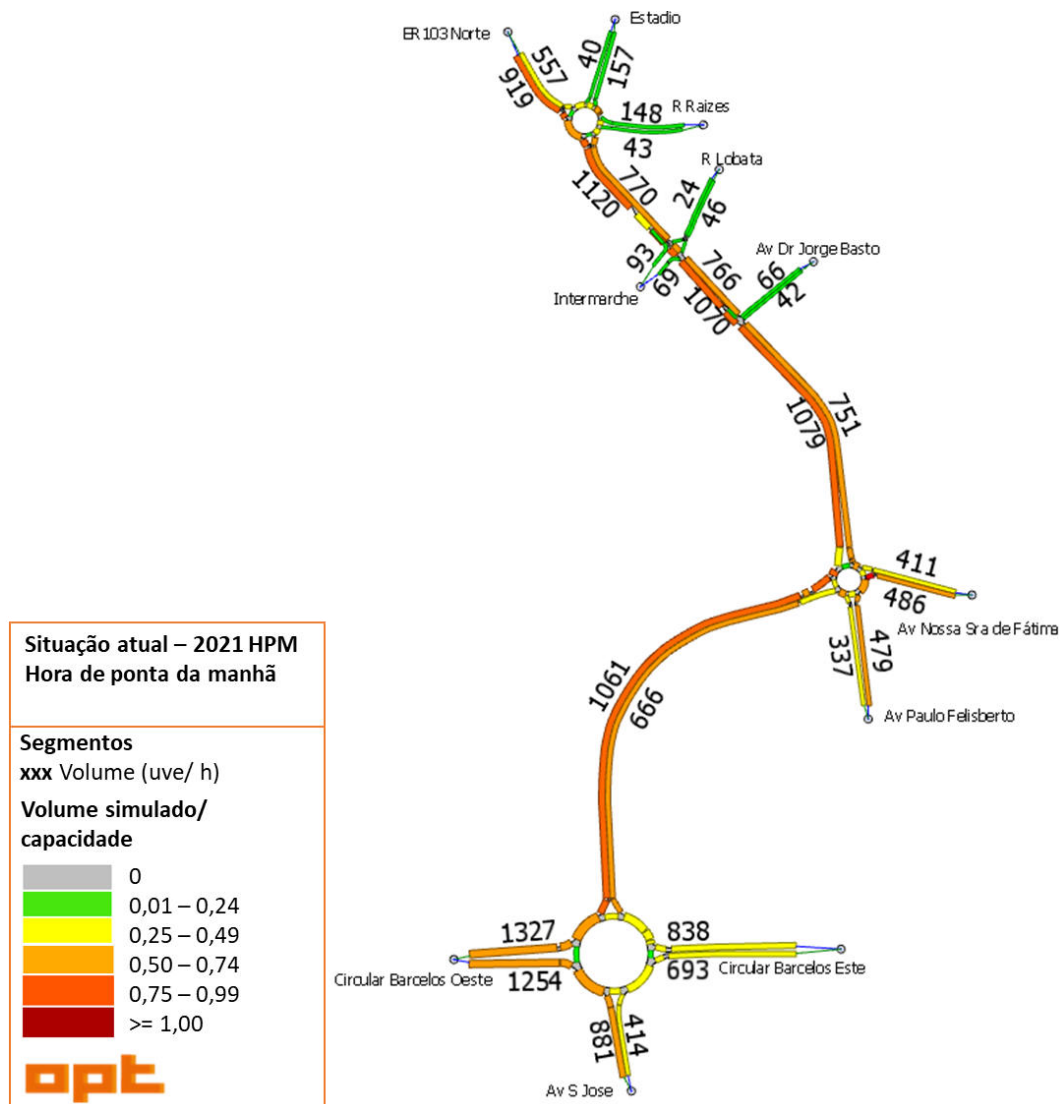 Estadio
ER103 Norte
40
157
557
919
R Raizes
148
43
R Lobata
770
1120
24
46
Av Dr Jorge Basto
93
69
766
1070
66
42
Intermarche
751
1079
411
486
Av Nossa Sra de Fátima
337
479
Av Paulo Felisberto
1061
666
Situação atual – 2021 HPM
Hora de ponta da manhã
Segmentos
xxx Volume (uve/ h)
Volume simulado/
capacidade
0
0,01 – 0,24
0,25 – 0,49
0,50 – 0,74
0,75 – 0,99
>= 1,00
opt
1327
838
Circular Barcelos Oeste
1254
693
Circular Barcelos Este
881
414
Av S Jose